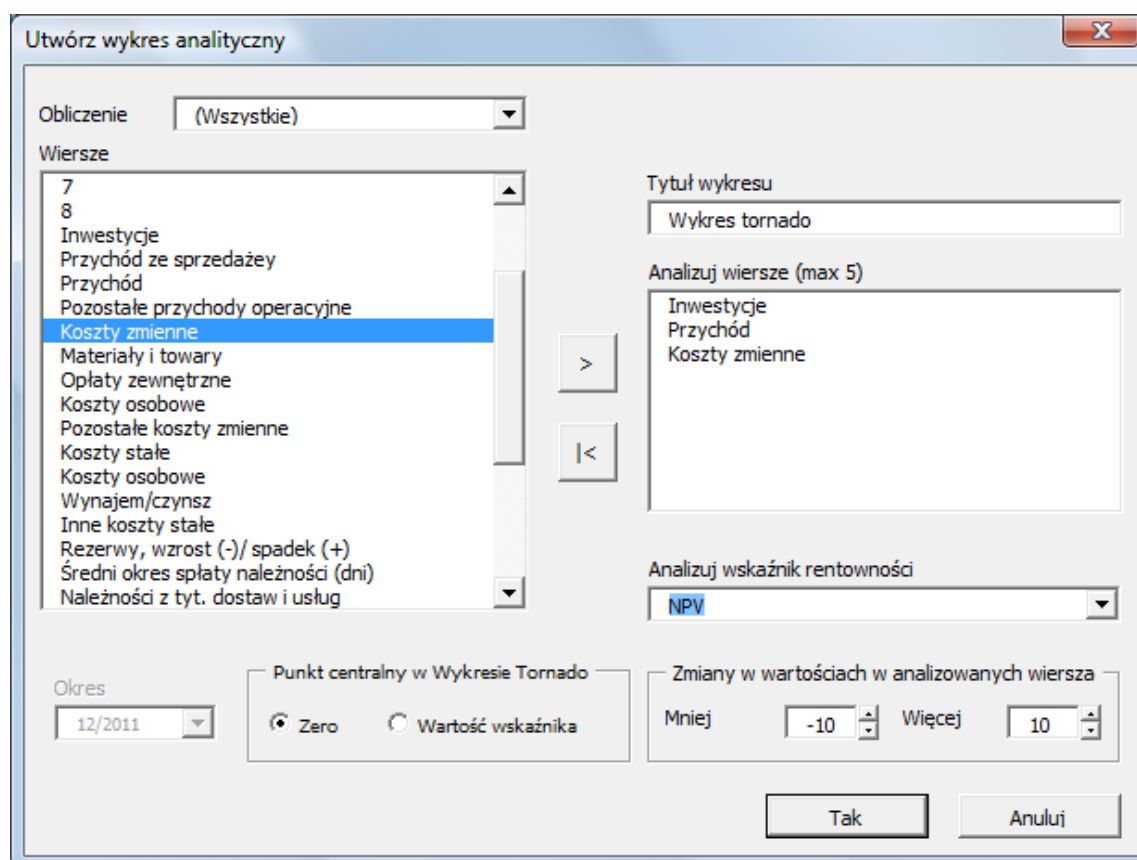 Utwórz wykres analityczny
X
Obliczenie (Wszystkie)
Wiersze
7
8
Inwestycje
Przychód ze sprzedażey
Przychód
Pozostałe przychody operacyjne
Koszty zmienne
Materiały i towary
Opłaty zewnętrzne
Koszty osobowe
Pozostałe koszty zmienne
Koszty stałe
Koszty osobowe
Wynajem/czynsz
Inne koszty stałe
Rezerwy, wzrost (-)/ spadek (+)
Średni okres spłaty należności (dni)
Należności z tyt. dostaw i usług
>
|<
Tytuł wykresu
Wykres tornado
Analizuj wiersze (max 5)
Inwestycje
Przychód
Koszty zmienne
Analizuj wskaźnik rentowności
NPV
Okres
12/2011
Punkt centralny w Wykresie Tornado
Zero Wartość wskaźnika
Zmiany w wartościach w analizowanych wiersza
Mniej -10 Więcej 10
Tak Anuluj